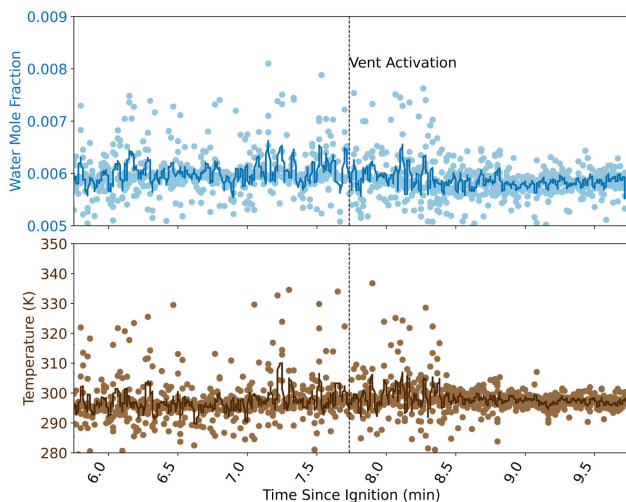 0.009
0.008
0.007
0.006
0.005
Water Mole Fraction
Vent Activation
350
340
330
320
310
300
290
280
Temperature (K)
6.0 6.5 7.0 7.5 8.0 8.5 9.0 9.5
Time Since Ignition (min)